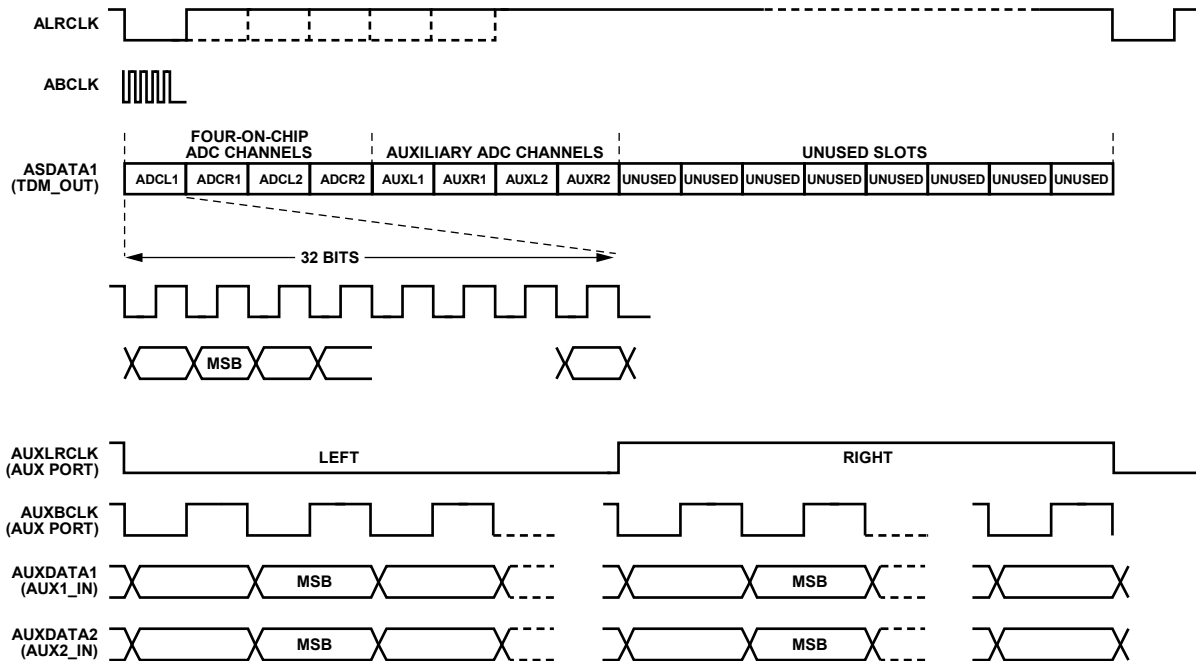 ALRCLK
ABCLK
FOUR-ON-CHIP
ADC CHANNELS
AUXILIARY ADC CHANNELS
UNUSED SLOTS
ASDATA1
(TDM_OUT)
ADCL1 ADCR1 ADCL2 ADCR2 AUXL1 AUXR1 AUXL2 AUXR2 UNUSED UNUSED UNUSED UNUSED UNUSED UNUSED UNUSED UNUSED
32 BITS
MSB
AUXLRCLK
(AUX PORT)
LEFT
RIGHT
AUXBCLK
(AUX PORT)
AUXDATA1
(AUX1_IN)
MSB
MSB
AUXDATA2
(AUX2_IN)
MSB
MSB